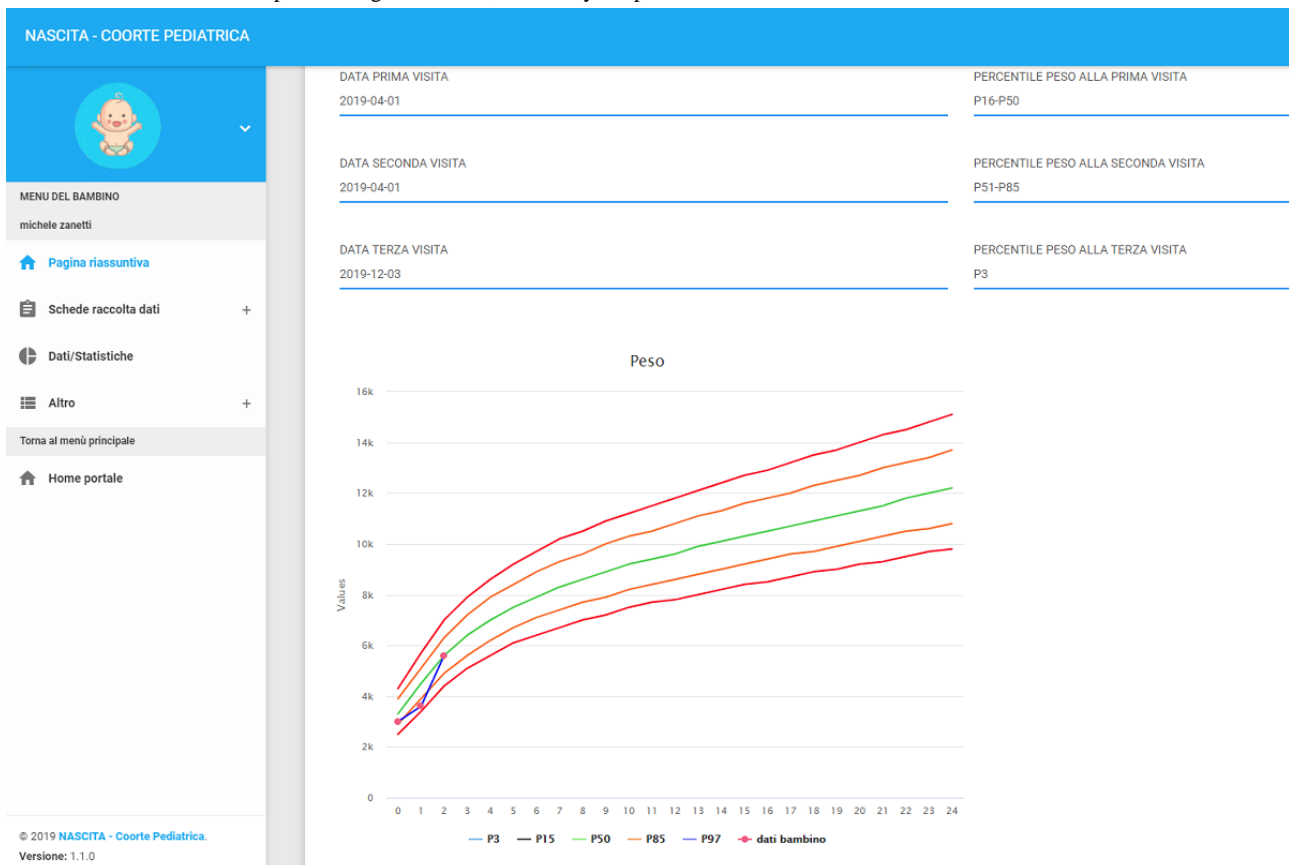 NASCITA - COORTE PEDIATRICA
MENU DEL BAMBINO
michele zanetti
Pagina riassuntiva
Schede raccolta dati +
Dati/Statistiche
Altro +
Torna al menù principale
Home portale
© 2019 NASCITA - Coorte Pediatrica.
Versione: 1.1.0
DATA PRIMA VISITA
2019-04-01
PERCENTILE PESO ALLA PRIMA VISITA
P16-P50
DATA SECONDA VISITA
2019-04-01
PERCENTILE PESO ALLA SECONDA VISITA
P51-P85
DATA TERZA VISITA
2019-12-03
PERCENTILE PESO ALLA TERZA VISITA
P3
Peso
Values
16k
14k
12k
10k
8k
6k
4k
2k
0
0 1 2 3 4 5 6 7 8 9 10 11 12 13 14 15 16 17 18 19 20 21 22 23 24
P3 P15 P50 P85 P97 dati bambino